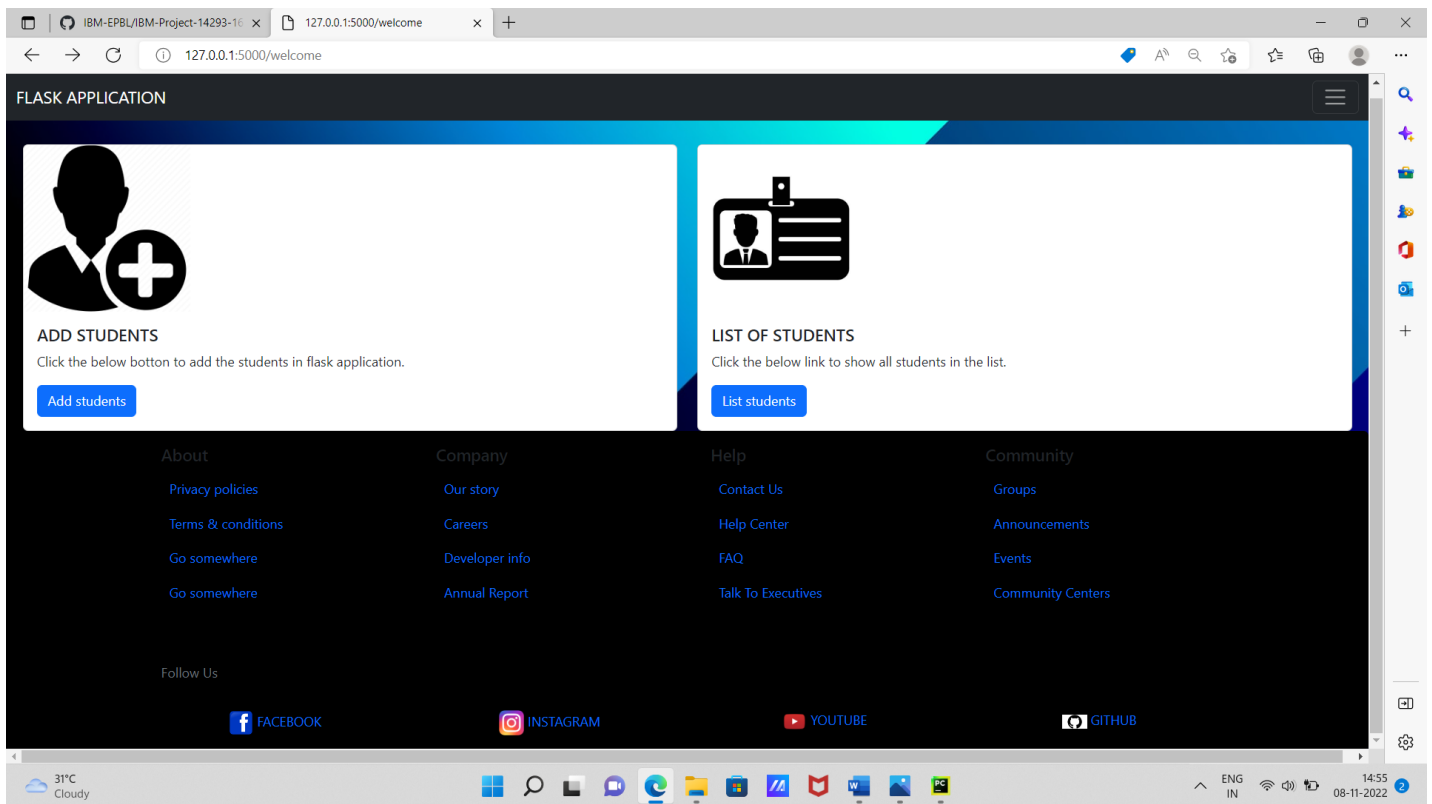 IBM-EPBL/IBM-Project-14293-16
127.0.0.1:5000/welcome
127.0.0.1:5000/welcome
FLASK APPLICATION
ADD STUDENTS
Click the below botton to add the students in flask application.
Add students
LIST OF STUDENTS
Click the below link to show all students in the list.
List students
About
Privacy policies
Terms & conditions
Go somewhere
Go somewhere
Company
Our story
Careers
Developer info
Annual Report
Help
Contact Us
Help Center
FAQ
Talk To Executives
Community
Groups
Announcements
Events
Community Centers
Follow Us
FACEBOOK
INSTAGRAM
YOUTUBE
GITHUB
31°C
Cloudy
ENG
IN
14:55
08-11-2022
2